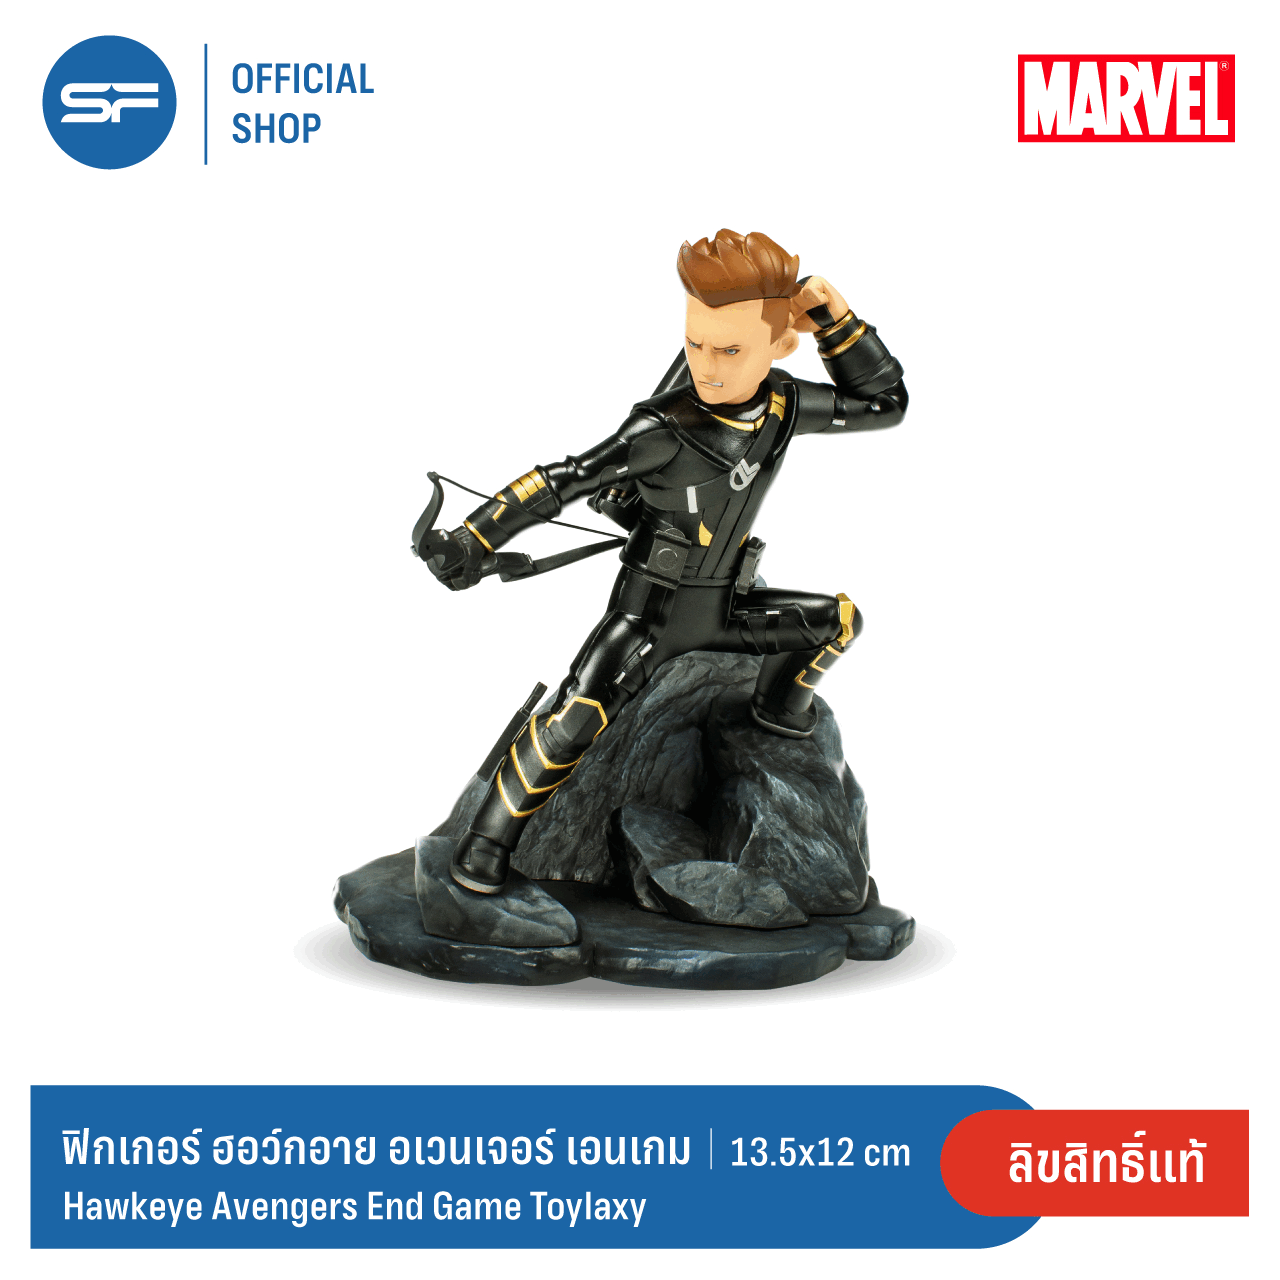 SF
OFFICIAL
SHOP
MARVEL®
ฟิกเกอร์ ฮอว์กอาย อเวนเจอร์ เอนเกม | 13.5x12 cm
Hawkeye Avengers End Game Toylaxy
ลิขสิทธิ์แท้